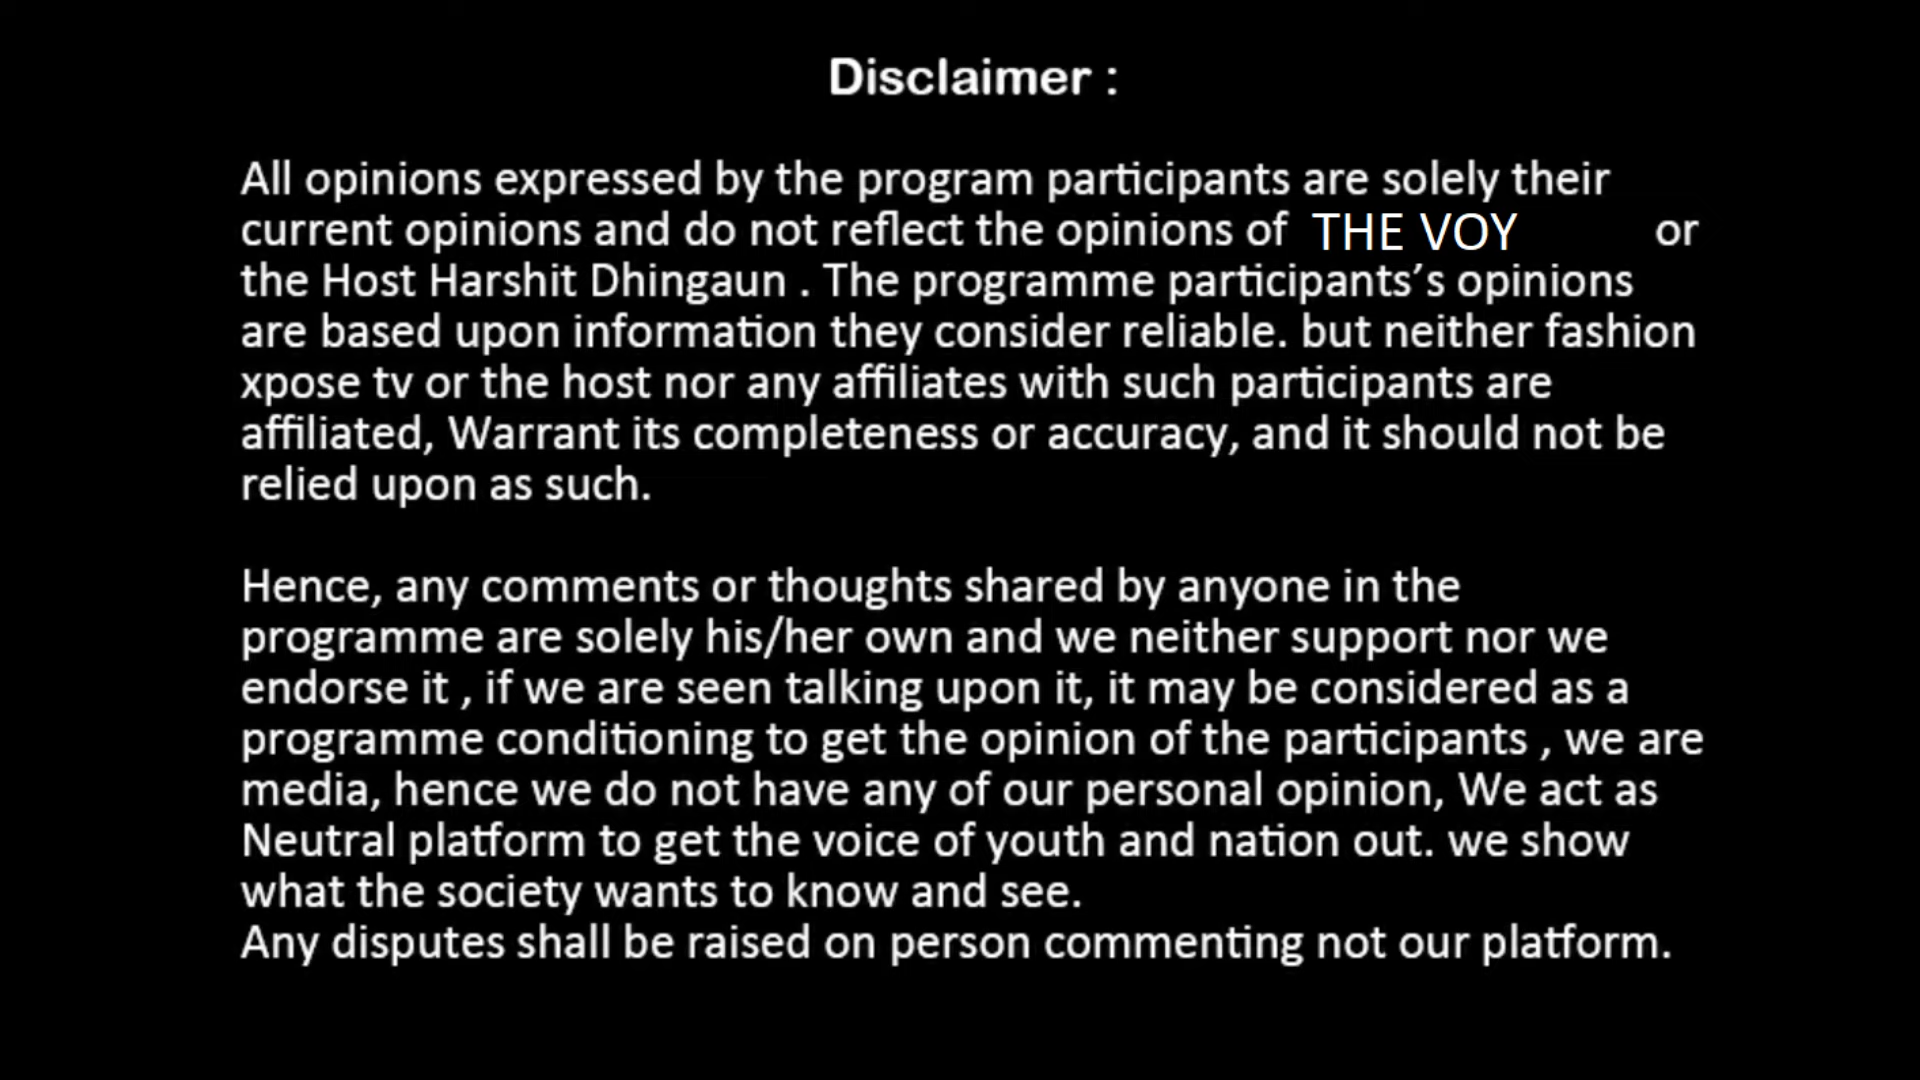 Disclaimer :
All opinions expressed by the program participants are solely their
current opinions and do not reflect the opinions of THE VOY or
the Host Harshit Dhingaun . The programme participants’s opinions
are based upon information they consider reliable. but neither fashion
xpose tv or the host nor any affiliates with such participants are
affiliated, Warrant its completeness or accuracy, and it should not be
relied upon as such.
Hence, any comments or thoughts shared by anyone in the
programme are solely his/her own and we neither support nor we
endorse it , if we are seen talking upon it, it may be considered as a
programme conditioning to get the opinion of the participants , we are
media, hence we do not have any of our personal opinion, We act as
Neutral platform to get the voice of youth and nation out. we show
what the society wants to know and see.
Any disputes shall be raised on person commenting not our platform.